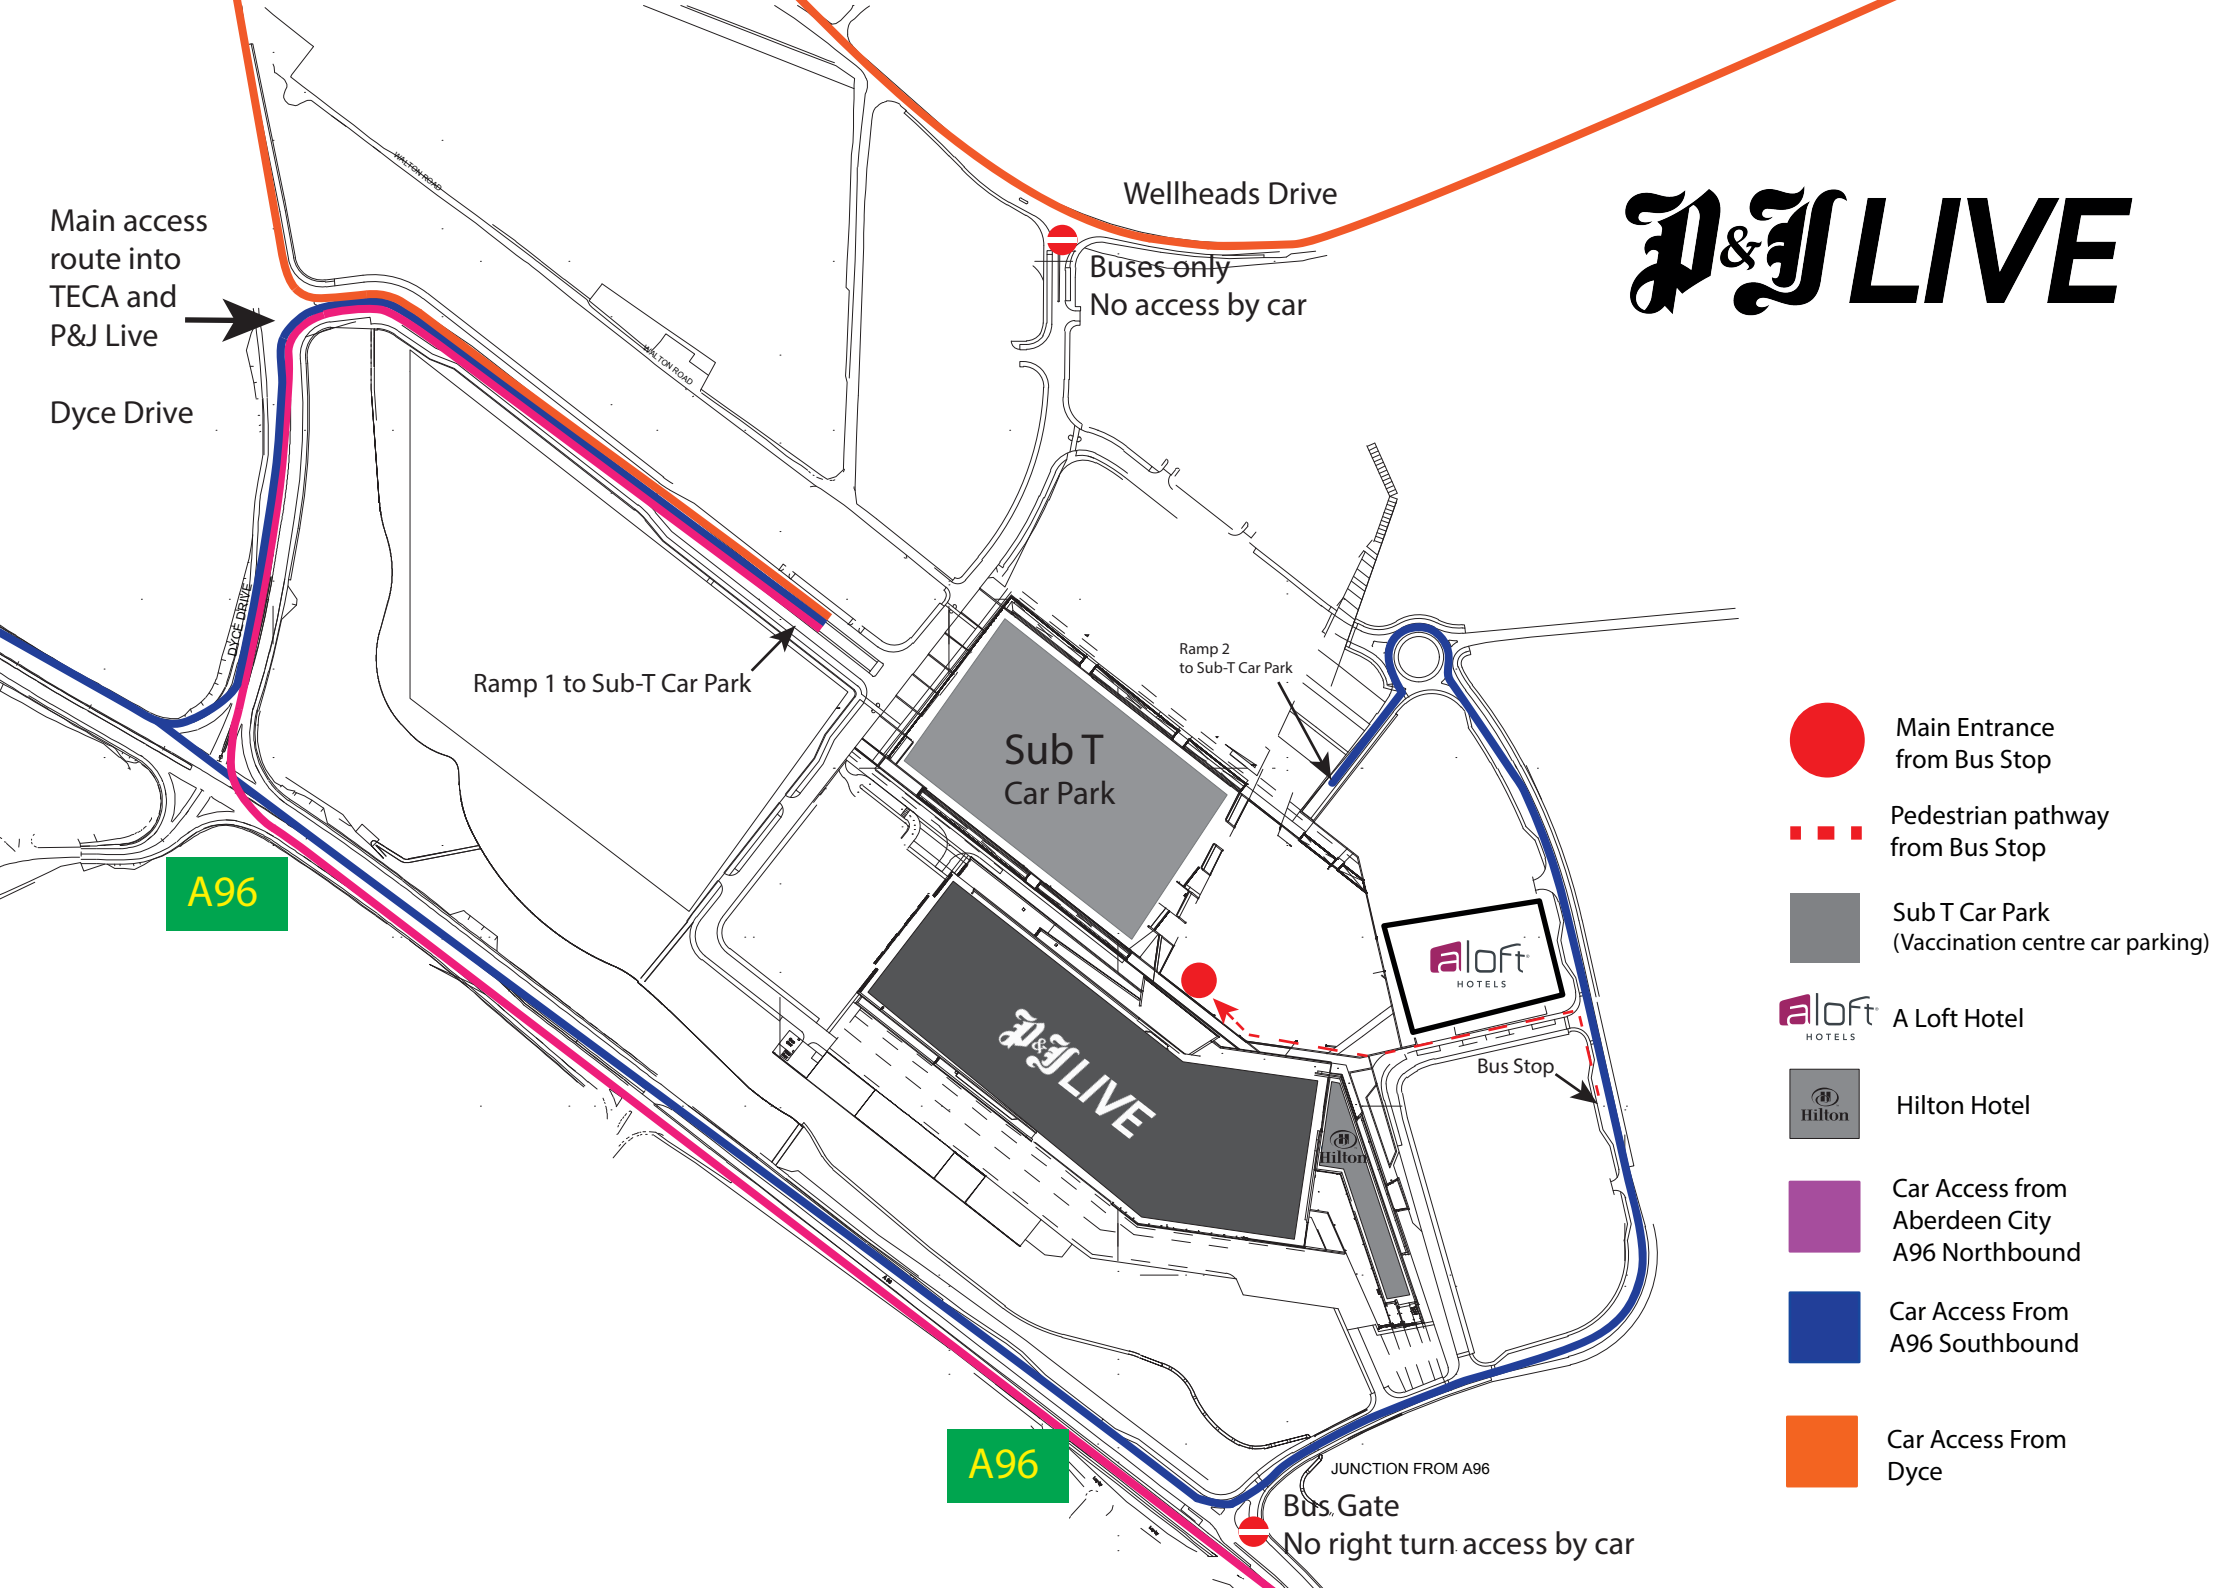 WALTON ROAD
Main access
route into
TECA and
P&J Live
Dyce Drive
Wellheads Drive
P&J LIVE
Buses only
No access by car
WALTON ROAD
DYCE DRIVE
Ramp 1 to Sub-T Car Park
Ramp 2
to Sub-T Car Park
Sub T
Car Park
A96
aloft
HOTELS
P&J LIVE
Bus Stop
Hilton
A96
A96
JUNCTION FROM A96
Bus Gate
No right turn access by car
Main Entrance
from Bus Stop
Pedestrian pathway
from Bus Stop
Sub T Car Park
(Vaccination centre car parking)
aloft
HOTELS
A Loft Hotel
Hilton
Hilton Hotel
Car Access from
Aberdeen City
A96 Northbound
Car Access From
A96 Southbound
Car Access From
Dyce